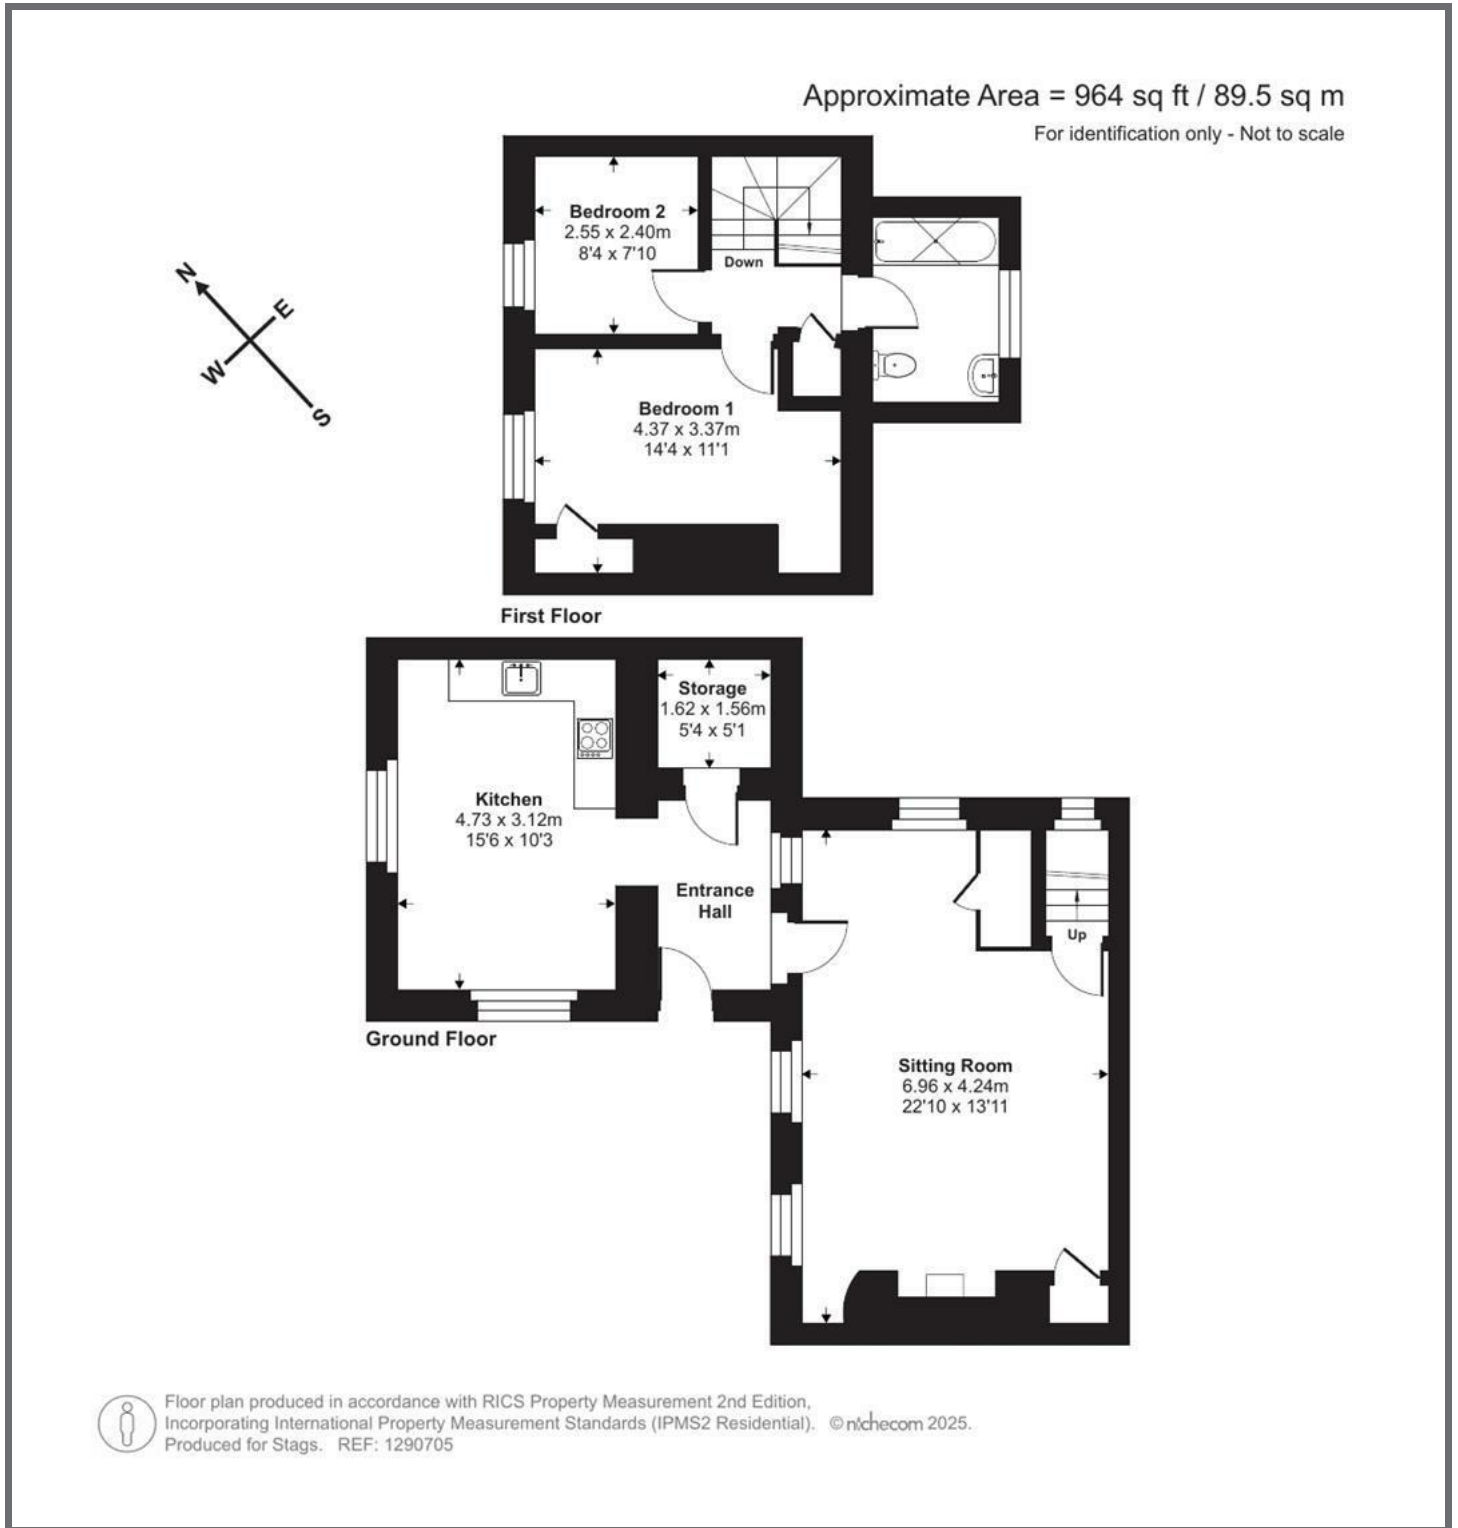 Approximate Area = 964 sq ft / 89.5 sq m
For identification only - Not to scale
Bedroom 2
2.55 x 2.40m
8'4 x 7'10
Down
N
E
W
S
Bedroom 1
4.37 x 3.37m
14'4 x 11'1
First Floor
Storage
1.62 x 1.56m
5'4 x 5'1
Kitchen
4.73 x 3.12m
15'6 x 10'3
Entrance
Hall
Up
Ground Floor
Sitting Room
6.96 x 4.24m
22'10 x 13'11
Floor plan produced in accordance with RICS Property Measurement 2nd Edition,
Incorporating International Property Measurement Standards (IPMS2 Residential). © nichecom 2025.
Produced for Stags. REF: 1290705